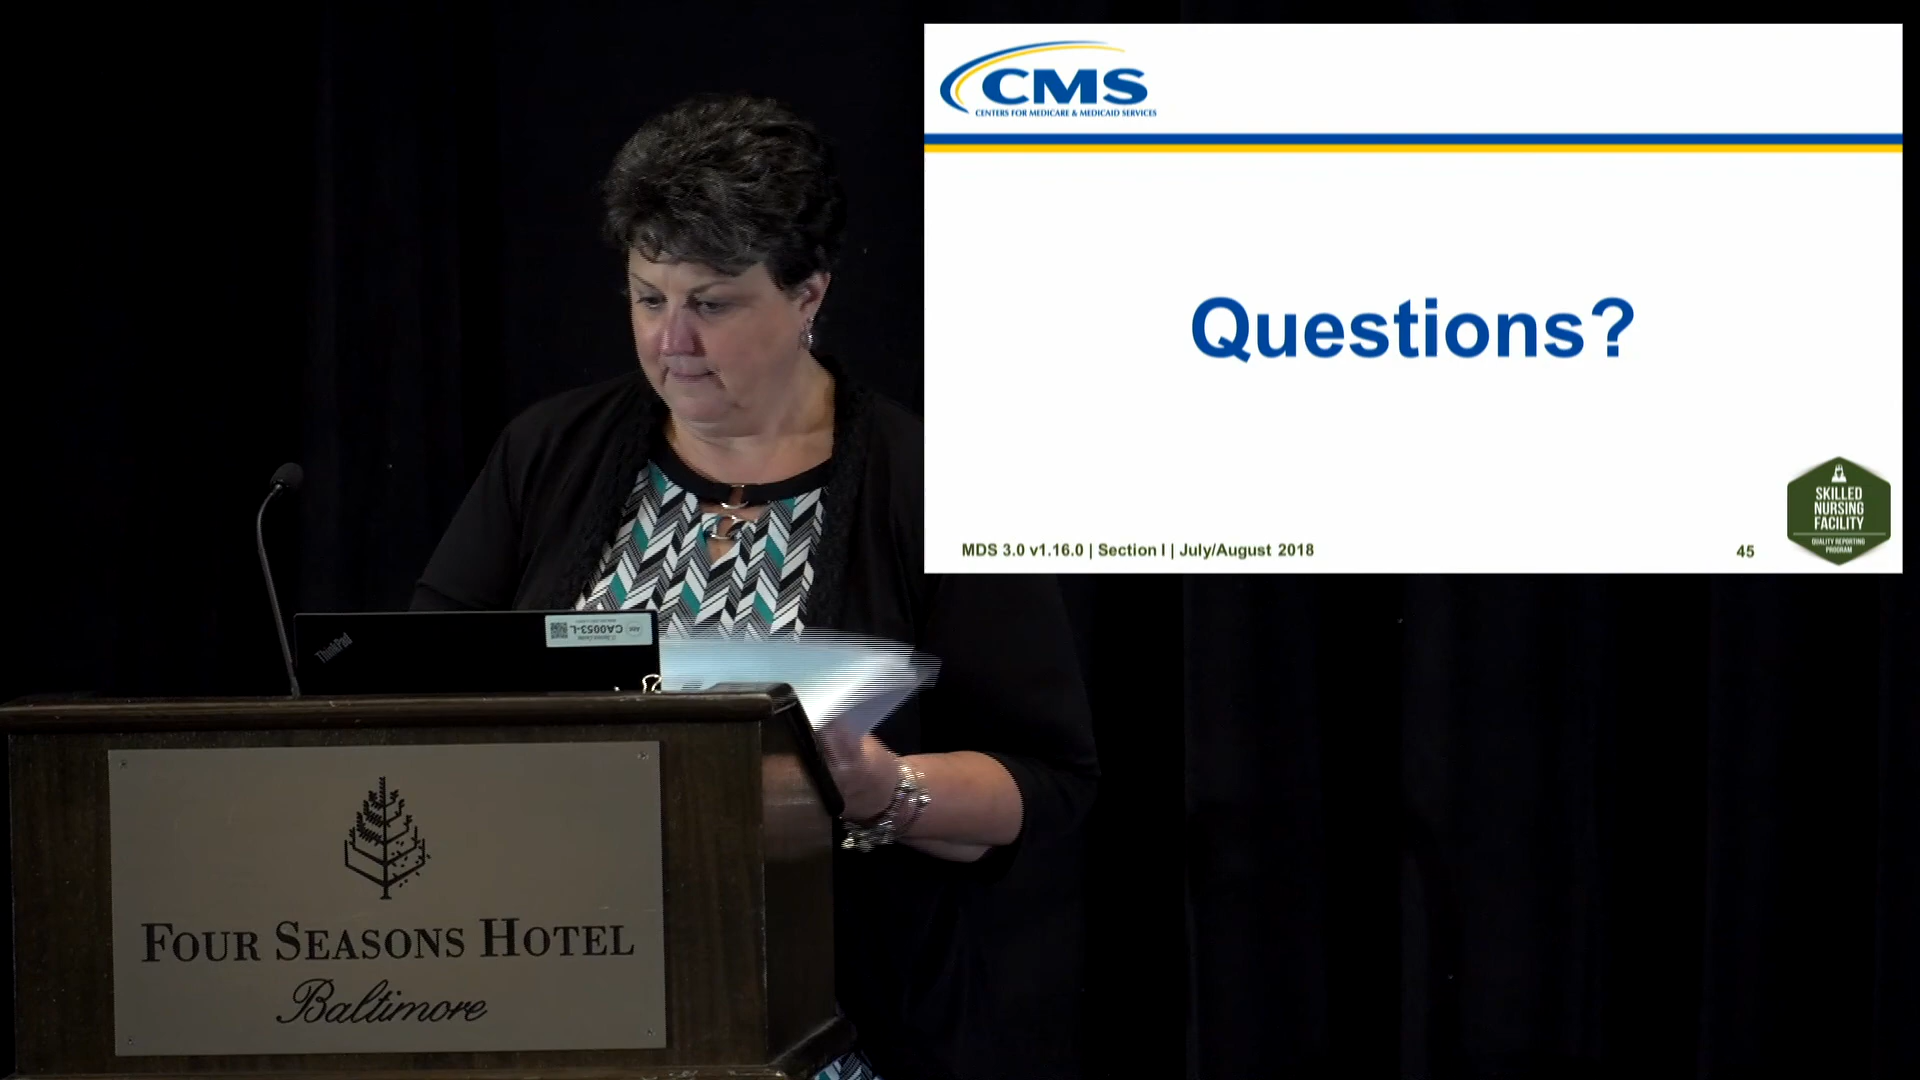 CMS
CENTERS FOR MEDICARE & MEDICAID SERVICES
Questions?
MDS 3.0 v1.16.0 | Section I | July/August 2018
45
SKILLED
NURSING
FACILITY
QUALITY REPORTING
PROGRAM
ThinkPad
CA0053-L
FOUR SEASONS HOTEL
Baltimore